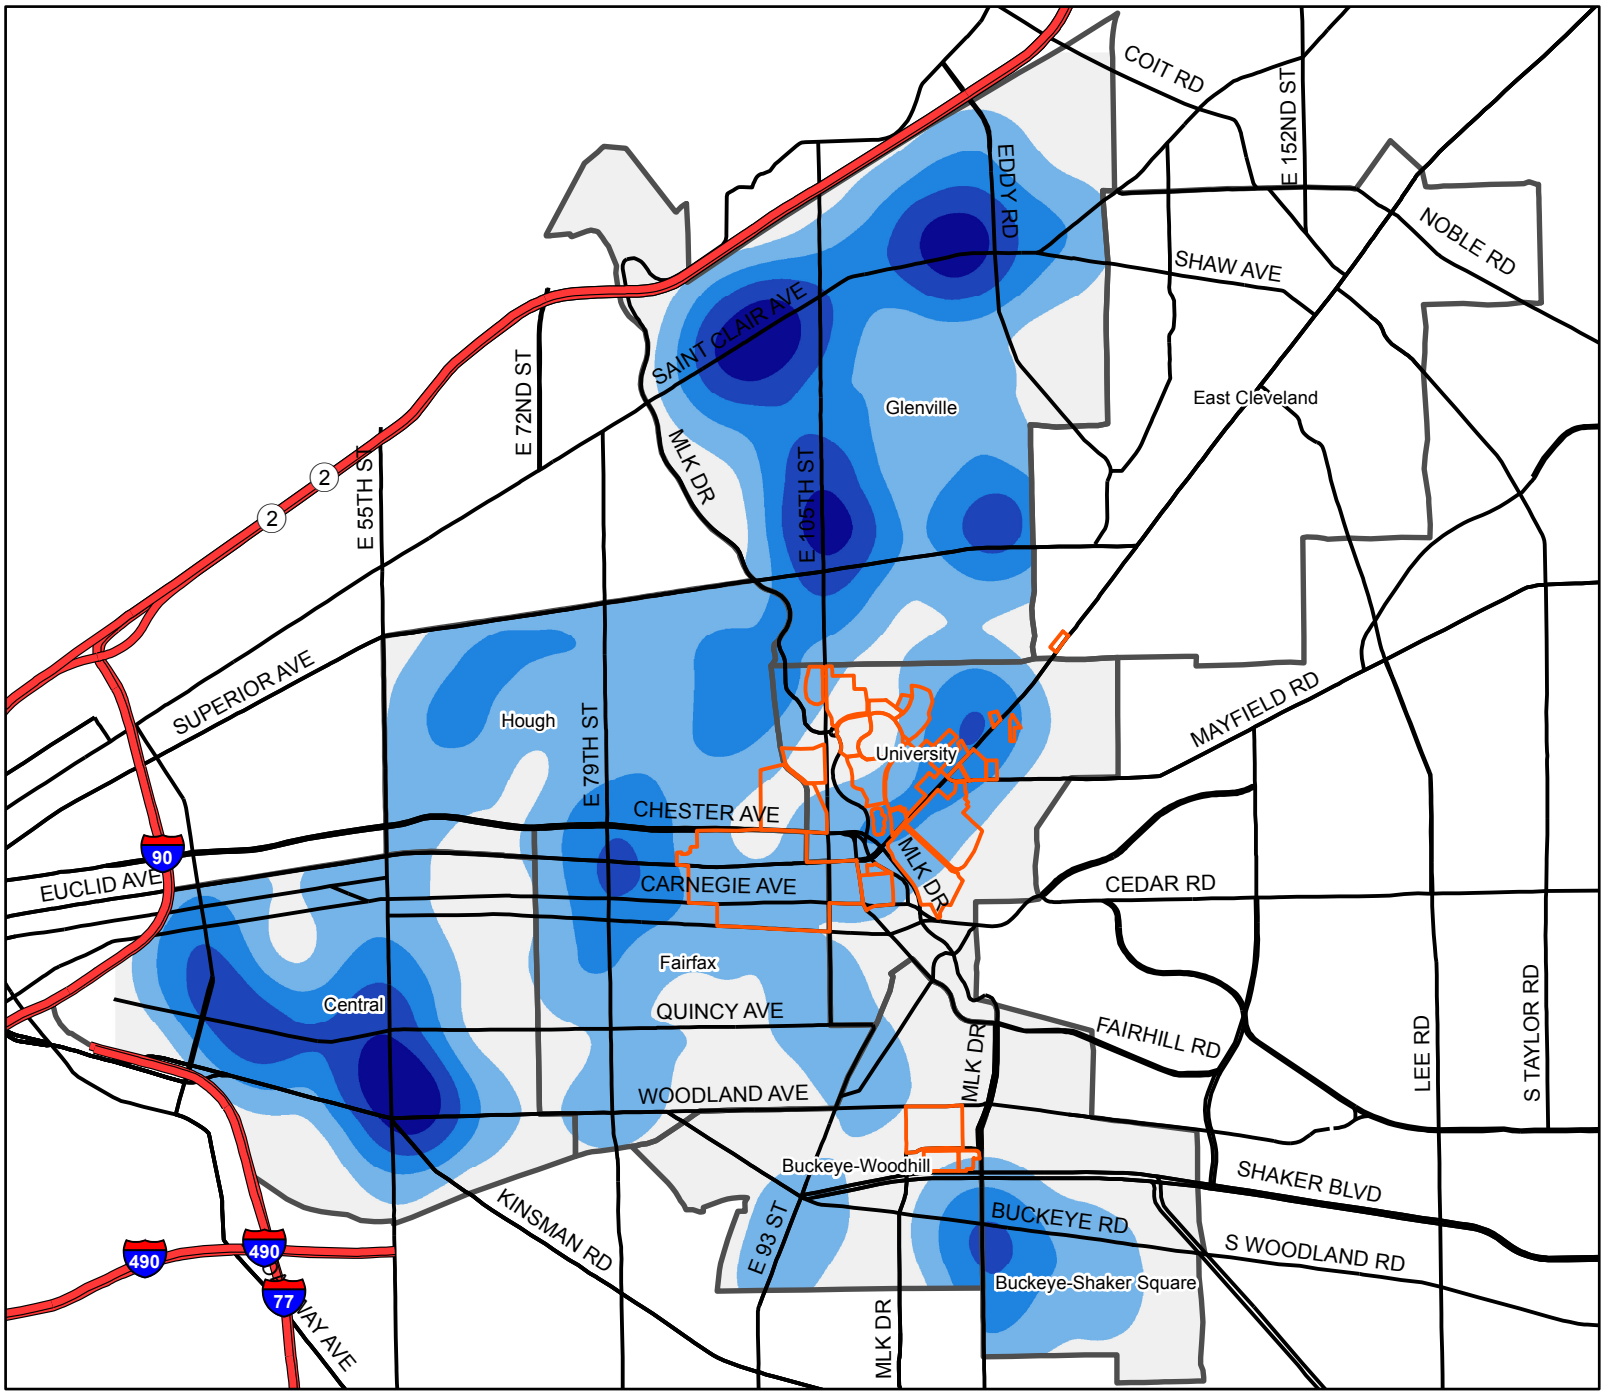 COIT RD
E 152ND ST
EDDY RD
NOBLE RD
SHAW AVE
SAINT CLAIR AVE
E 72ND ST
East Cleveland
Glenville
MLK DR
E 105TH ST
2
E 55TH ST
2
SUPERIOR AVE
Hough
E 79TH ST
MAYFIELD RD
University
CHESTER AVE
90
EUCLID AVE
CARNEGIE AVE
MLK DR
CEDAR RD
Fairfax
Central
QUINCY AVE
MLK DR
FAIRHILL RD
LEE RD
S TAYLOR RD
WOODLAND AVE
Buckeye-Woodhill
SHAKER BLVD
KINSMAN RD
E 93 ST
BUCKEYE RD
S WOODLAND RD
490
490
Buckeye-Shaker Square
77
WAY AVE
MLK DR